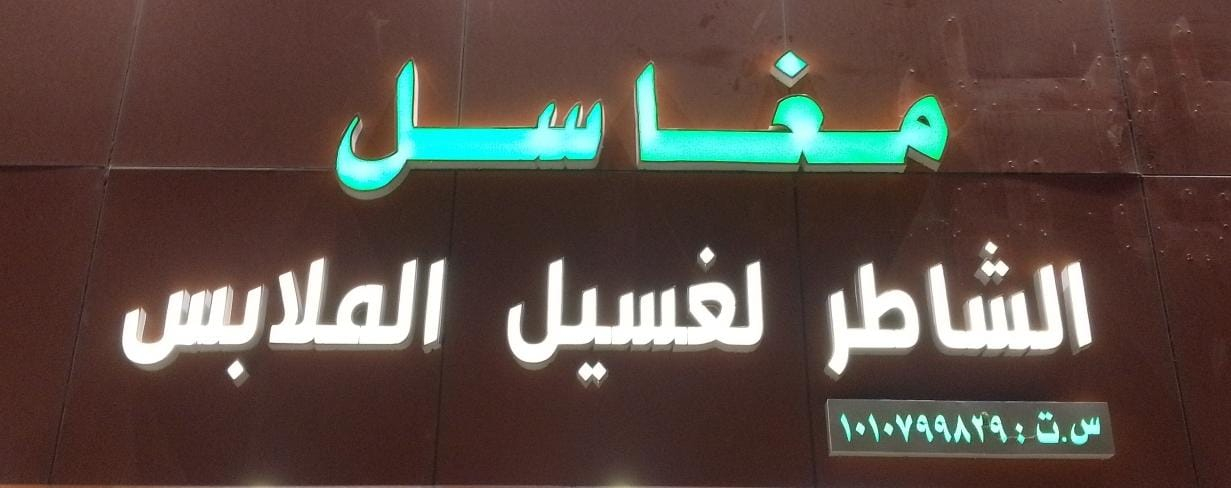 مغاسل
الشاطر لغسيل الملابس
س.ت : ١٠١٠٧٩٩٨٢٩